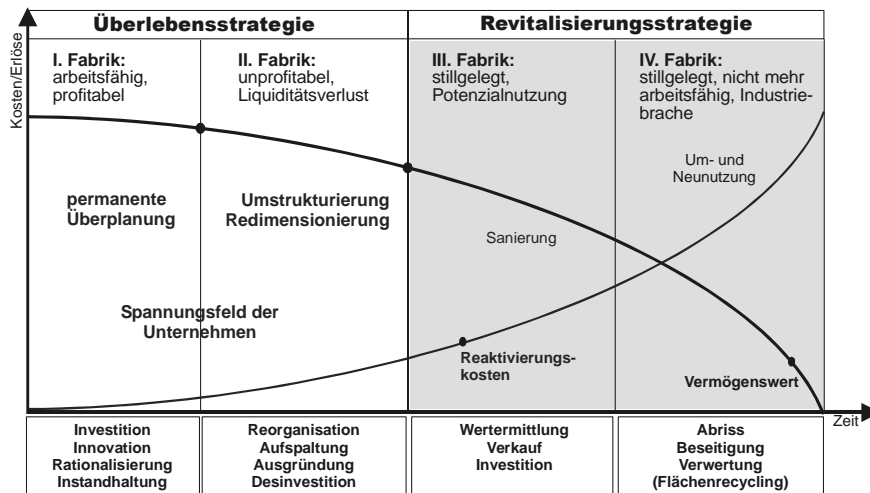 Überlebensstrategie
Revitalisierungsstrategie
Kosten/Erlöse
I. Fabrik:
arbeitsfähig,
profitabel
II. Fabrik:
unprofitabel,
Liquiditätsverlust
III. Fabrik:
stillgelegt,
Potenzialnutzung
IV. Fabrik:
stillgelegt, nicht mehr
arbeitsfähig, Industrie-
brache
Um- und
Neunutzung
permanente
Überplanung
Umstrukturierung
Redimensionierung
Sanierung
Spannungsfeld der
Unternehmen
Reaktivierungs-
kosten
Vermögenswert
Zeit
Investition
Innovation
Rationalisierung
Instandhaltung
Reorganisation
Aufspaltung
Ausgründung
Desinvestition
Wertermittlung
Verkauf
Investition
Abriss
Beseitigung
Verwertung
(Flächenrecycling)